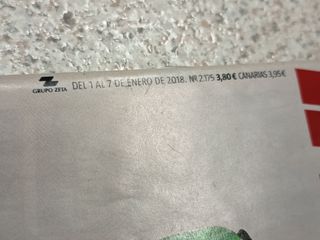 GRUPO ZETA
DEL 1 AL 7 DE ENERO DE 2018. Nº 2.175 3,80 € CANARIAS 3,95 €